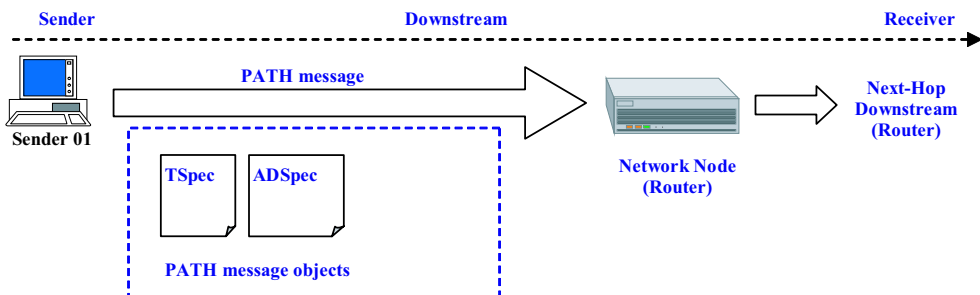 Sender
Downstream
Receiver
PATH message
Sender 01
Next-Hop
Downstream
(Router)
Network Node
(Router)
TSpec
ADSpec
PATH message objects